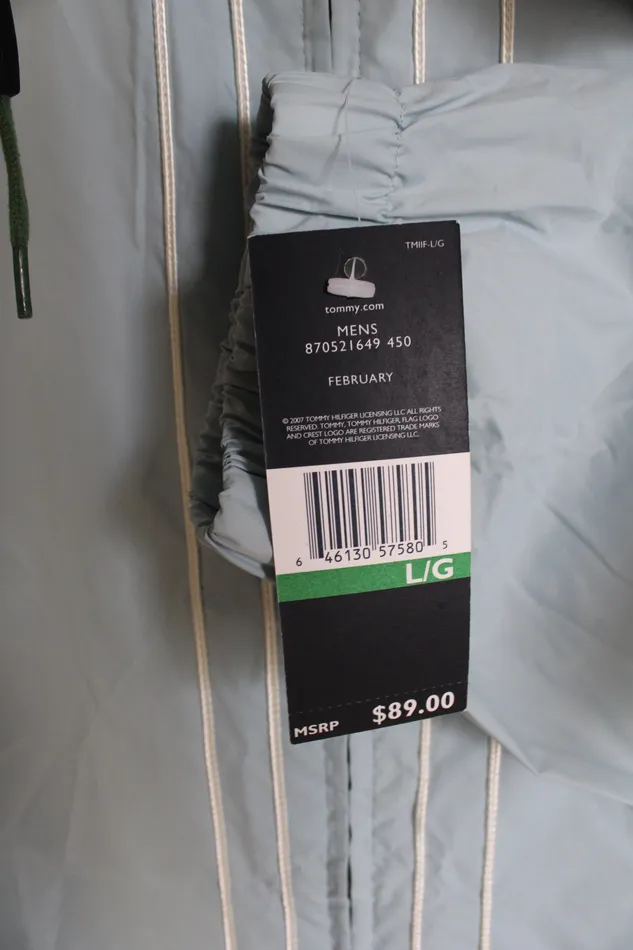 TMIIF-L/G
tommy.com
MENS
870521649 450
FEBRUARY
© 2007 TOMMY HILFIGER LICENSING LLC ALL RIGHTS
RESERVED. TOMMY, TOMMY HILFIGER, FLAG LOGO
AND CREST LOGO ARE REGISTERED TRADE MARKS
OF TOMMY HILFIGER LICENSING LLC.
6 46130 57580 5
L/G
MSRP $89.00